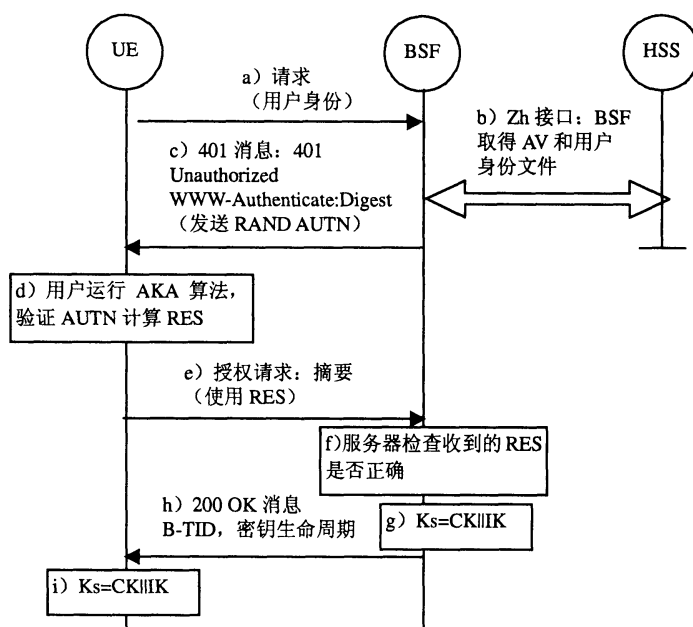 UE
BSF
HSS
a）请求
（用户身份）
b）Zh 接口：BSF
取得 AV 和用户
身份文件
c）401 消息：401
Unauthorized
WWW-Authenticate:Digest
（发送 RAND AUTN）
d）用户运行 AKA 算法，
验证 AUTN 计算 RES
e）授权请求：摘要
（使用 RES）
f)服务器检查收到的 RES
是否正确
g）Ks=CK||IK
h）200 OK 消息
B-TID，密钥生命周期
i）Ks=CK||IK